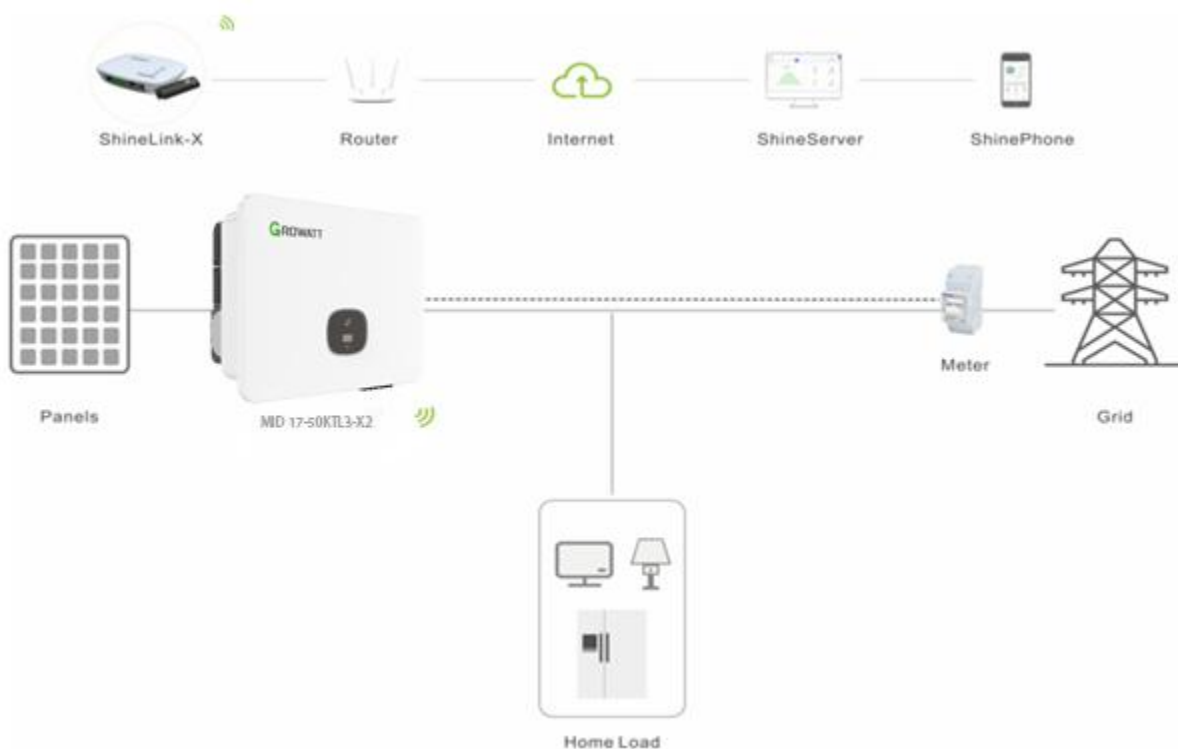 ShineLink-X
Router
Internet
ShineServer
ShinePhone
GROWATT
Meter
Panels
MID 17-50KTL3-X2
Grid
Home Load